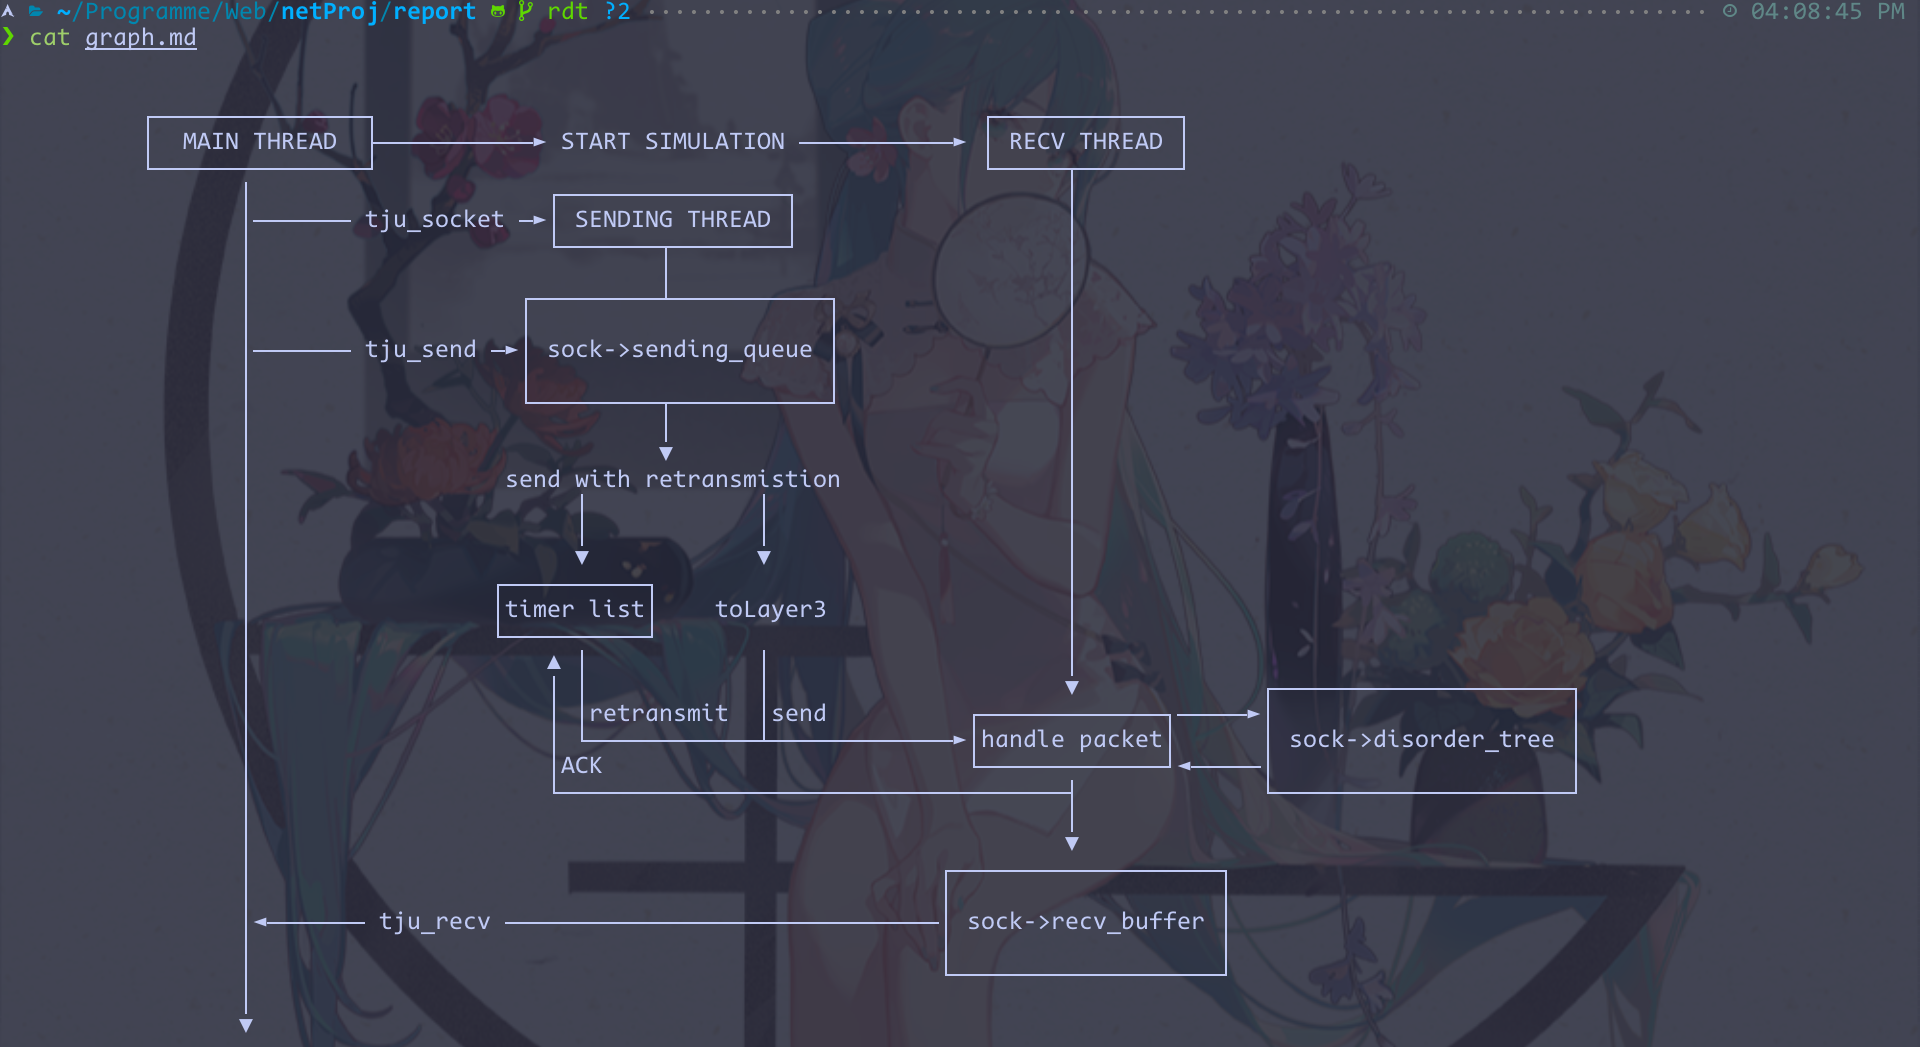 ~/Programme/Web/netProj/report rdt ?2 04:08:45 PM
❯ cat graph.md
MAIN THREAD START SIMULATION RECV THREAD
tju_socket SENDING THREAD
tju_send sock->sending_queue
send with retransmistion
timer list toLayer3
retransmit send
handle packet sock->disorder_tree
ACK
tju_recv sock->recv_buffer